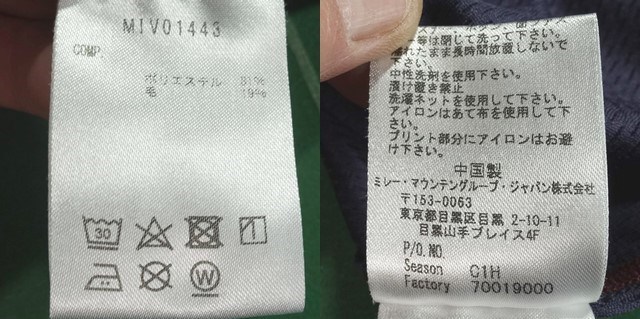 MIV01443
COMP.
ポリエステル 81%
毛 19%
30
W
ー等は閉じて洗って下さい。
濡れたまま長時間放置しないで
下さい。
中性洗剤を使用下さい。
漬け置き禁止
洗濯ネットを使用して下さい。
アイロンはあて布を使用して下
さい。
プリント部分にアイロンはお避
け下さい。
中国製
ミレー・マウンテングループ・ジャパン株式会社
〒153-0063
東京都目黒区目黒 2-10-11
目黒山手プレイス4F
P/O.NO.
Season C1H
Factory 70019000